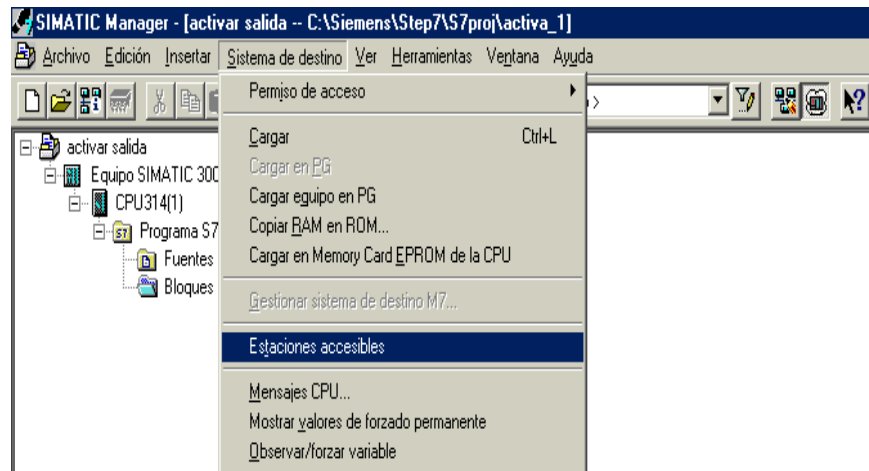 SIMATIC Manager - [activar salida -- C:\Siemens\Step7\S7proj\activa_1]
Archivo Edición Insertar Sistema de destino Ver Herramientas Ventana Ayuda
Permiso de acceso
activar salida
Cargar Ctrl+L
Equipo SIMATIC 300
Cargar en PG
CPU314(1)
Cargar equipo en PG
Programa S7
Copiar RAM en ROM...
Fuentes
Cargar en Memory Card EPROM de la CPU
Bloques
Gestionar sistema de destino M7...
Estaciones accesibles
Mensajes CPU...
Mostrar valores de forzado permanente
Observar/forzar variable